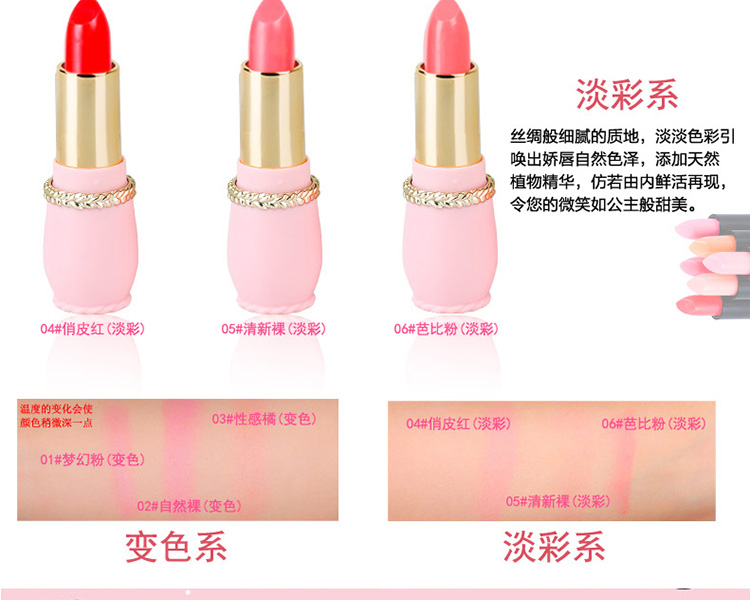 淡彩系
丝绸般细腻的质地，淡淡色彩引
唤出娇唇自然色泽，添加天然
植物精华，仿若由内鲜活再现，
令您的微笑如公主般甜美。
04#俏皮红(淡彩)
05#清新裸(淡彩)
06#芭比粉(淡彩)
温度的变化会使
颜色稍微深一点
03#性感橘(变色)
01#梦幻粉(变色)
02#自然裸(变色)
04#俏皮红(淡彩)
06#芭比粉(淡彩)
05#清新裸(淡彩)
变色系
淡彩系